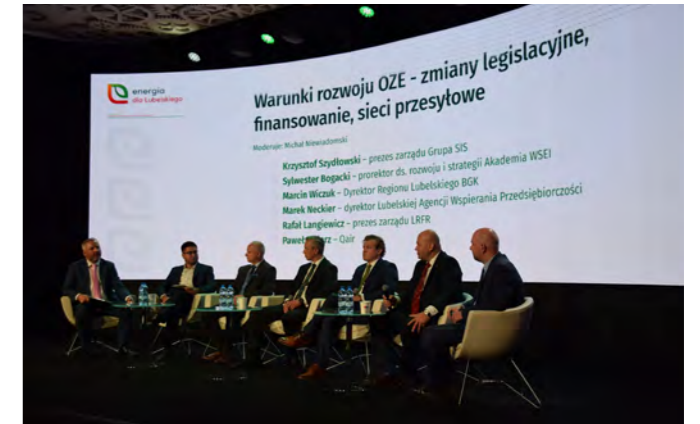 energia
dla Lubelskiego
Warunki rozwoju OZE - zmiany legislacyjne,
finansowanie, sieci przesyłowe
Moderuje: Michał Niewiadomski
Krzysztof Szydłowski – prezes zarządu Grupa SIS
Sylwester Bogacki – prorektor ds. rozwoju i strategii Akademia WSEI
Marcin Wiczuk – Dyrektor Regionu Lubelskiego BGK
Marek Neckier – dyrektor Lubelskiej Agencji Wspierania Przedsiębiorczości
Rafał Langiewicz – prezes zarządu LRFR
Paweł – Qair